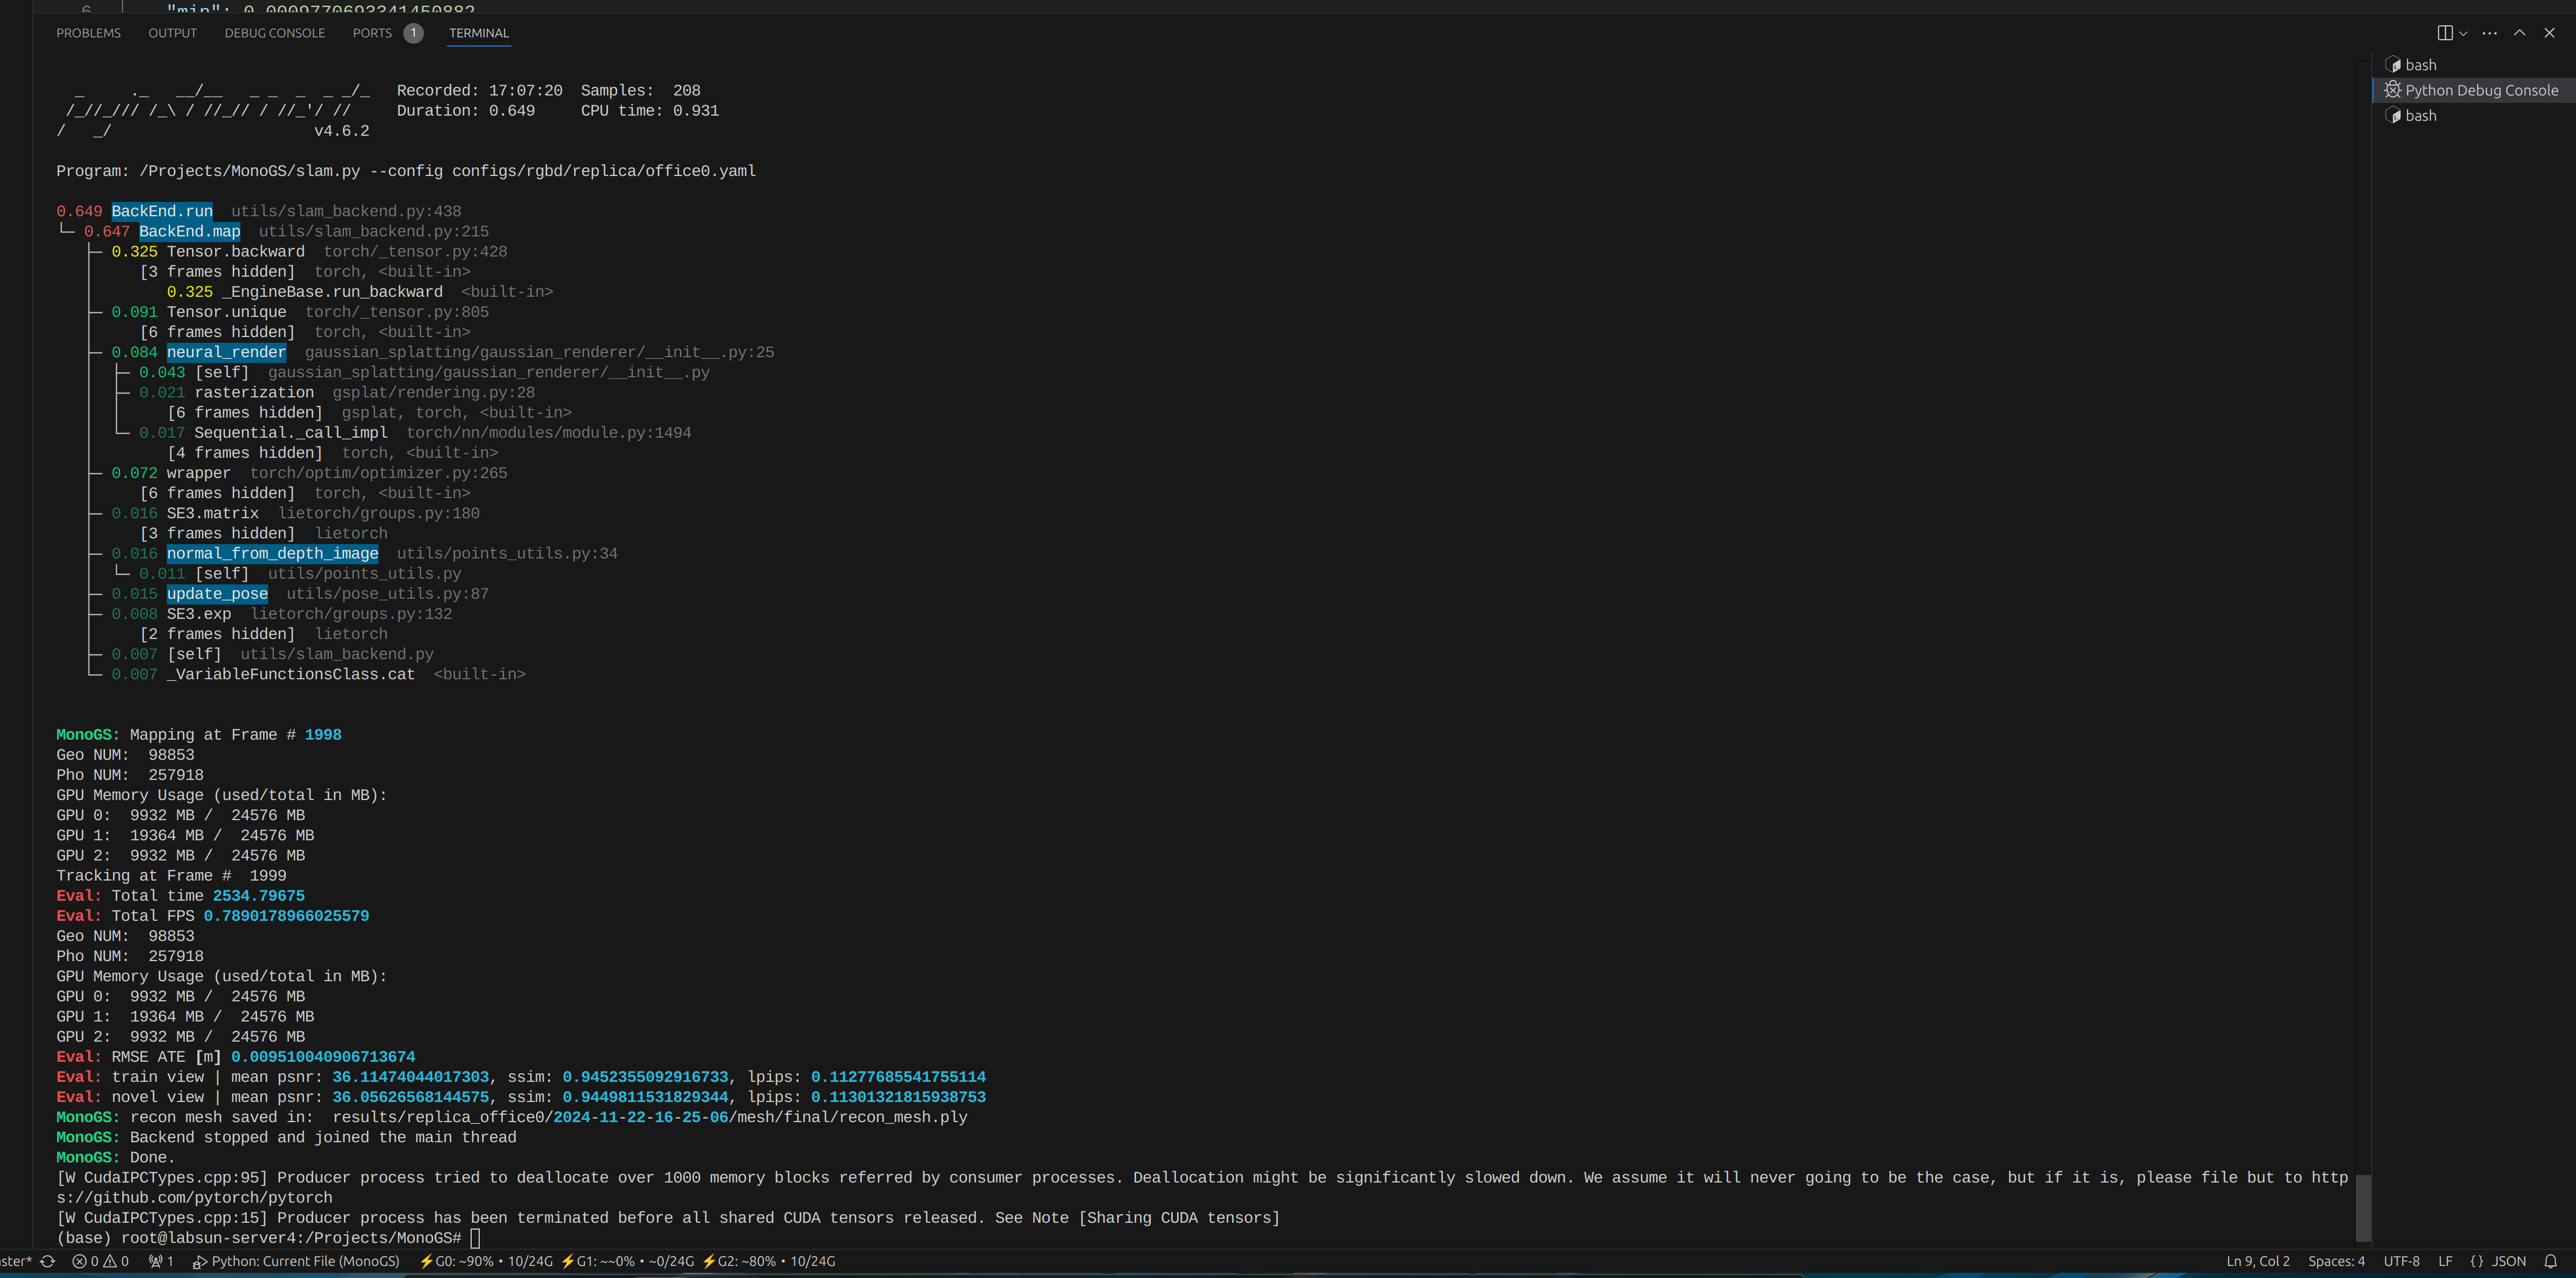 6 "min": 0.0009770693341450882
PROBLEMS OUTPUT DEBUG CONSOLE PORTS 1 TERMINAL
bash
Python Debug Console
bash
  _     ._   __/__   _ _  _  _ _/_   Recorded: 17:07:20  Samples:  208
 /_//_/// /_\ / //_// / //_'/ //     Duration: 0.649     CPU time: 0.931
/   _/                      v4.6.2
Program: /Projects/MonoGS/slam.py --config configs/rgbd/replica/office0.yaml
0.649 BackEnd.run  utils/slam_backend.py:438
└─ 0.647 BackEnd.map  utils/slam_backend.py:215
   ├─ 0.325 Tensor.backward  torch/_tensor.py:428
   │     [3 frames hidden]  torch, <built-in>
   │        0.325 _EngineBase.run_backward  <built-in>
   ├─ 0.091 Tensor.unique  torch/_tensor.py:805
   │     [6 frames hidden]  torch, <built-in>
   ├─ 0.084 neural_render  gaussian_splatting/gaussian_renderer/__init__.py:25
   │  ├─ 0.043 [self]  gaussian_splatting/gaussian_renderer/__init__.py
   │  ├─ 0.021 rasterization  gsplat/rendering.py:28
   │  │     [6 frames hidden]  gsplat, torch, <built-in>
   │  └─ 0.017 Sequential._call_impl  torch/nn/modules/module.py:1494
   │        [4 frames hidden]  torch, <built-in>
   ├─ 0.072 wrapper  torch/optim/optimizer.py:265
   │     [6 frames hidden]  torch, <built-in>
   ├─ 0.016 SE3.matrix  lietorch/groups.py:180
   │     [3 frames hidden]  lietorch
   ├─ 0.016 normal_from_depth_image  utils/points_utils.py:34
   │  └─ 0.011 [self]  utils/points_utils.py
   ├─ 0.015 update_pose  utils/pose_utils.py:87
   ├─ 0.008 SE3.exp  lietorch/groups.py:132
   │     [2 frames hidden]  lietorch
   ├─ 0.007 [self]  utils/slam_backend.py
   └─ 0.007 _VariableFunctionsClass.cat  <built-in>
MonoGS: Mapping at Frame # 1998
Geo NUM:  98853
Pho NUM:  257918
GPU Memory Usage (used/total in MB):
GPU 0:  9932 MB /  24576 MB
GPU 1:  19364 MB /  24576 MB
GPU 2:  9932 MB /  24576 MB
Tracking at Frame #  1999
Eval: Total time 2534.79675
Eval: Total FPS 0.7890178966025579
Geo NUM:  98853
Pho NUM:  257918
GPU Memory Usage (used/total in MB):
GPU 0:  9932 MB /  24576 MB
GPU 1:  19364 MB /  24576 MB
GPU 2:  9932 MB /  24576 MB
Eval: RMSE ATE [m] 0.009510040906713674
Eval: train view | mean psnr: 36.11474044017303, ssim: 0.9452355092916733, lpips: 0.11277685541755114
Eval: novel view | mean psnr: 36.05626568144575, ssim: 0.9449811531829344, lpips: 0.11301321815938753
MonoGS: recon mesh saved in:  results/replica_office0/2024-11-22-16-25-06/mesh/final/recon_mesh.ply
MonoGS: Backend stopped and joined the main thread
MonoGS: Done.
[W CudaIPCTypes.cpp:95] Producer process tried to deallocate over 1000 memory blocks referred by consumer processes. Deallocation might be significantly slowed down. We assume it will never going to be the case, but if it is, please file but to http
s://github.com/pytorch/pytorch
[W CudaIPCTypes.cpp:15] Producer process has been terminated before all shared CUDA tensors released. See Note [Sharing CUDA tensors]
(base) root@labsun-server4:/Projects/MonoGS#
ster* 0 0 1 Python: Current File (MonoGS) ⚡G0: ~90% • 10/24G ⚡G1: ~~0% • ~0/24G ⚡G2: ~80% • 10/24G Ln 9, Col 2 Spaces: 4 UTF-8 LF {} JSON